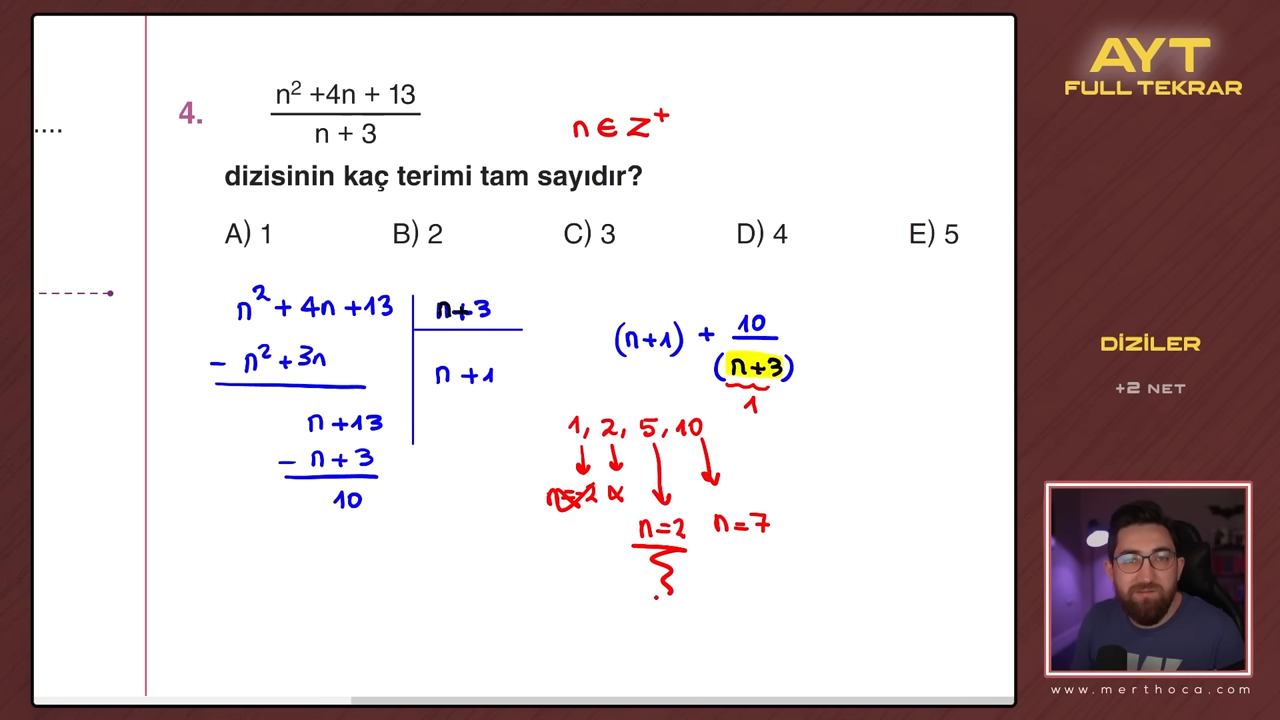 AYT
FULL TEKRAR
....
4.
n² +4n + 13
n + 3
n ∈ Z⁺
dizisinin kaç terimi tam sayıdır?
A) 1 B) 2 C) 3 D) 4 E) 5
n² + 4n + 13 n+3
- n² + 3n n + 1
n + 13
- n + 3
10
(n+1) + 10
(n+3)
1
1, 2, 5, 10
n=-2 x
n=2 n=7
DİZİLER
+2 NET
www.merthoca.com